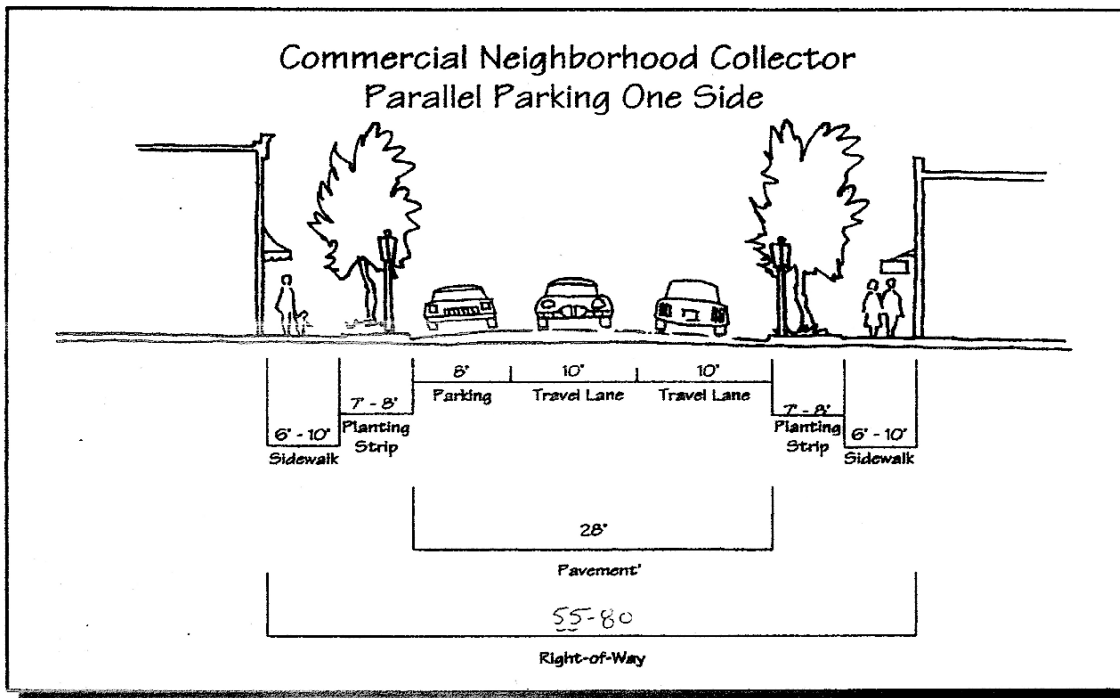 Commercial Neighborhood Collector
Parallel Parking One Side
8' 10' 10'
Parking Travel Lane Travel Lane
7' - 8' 7' - 8'
Planting Strip Planting Strip
6' - 10' 6' - 10'
Sidewalk Sidewalk
28'
Pavement'
55-80
Right-of-Way